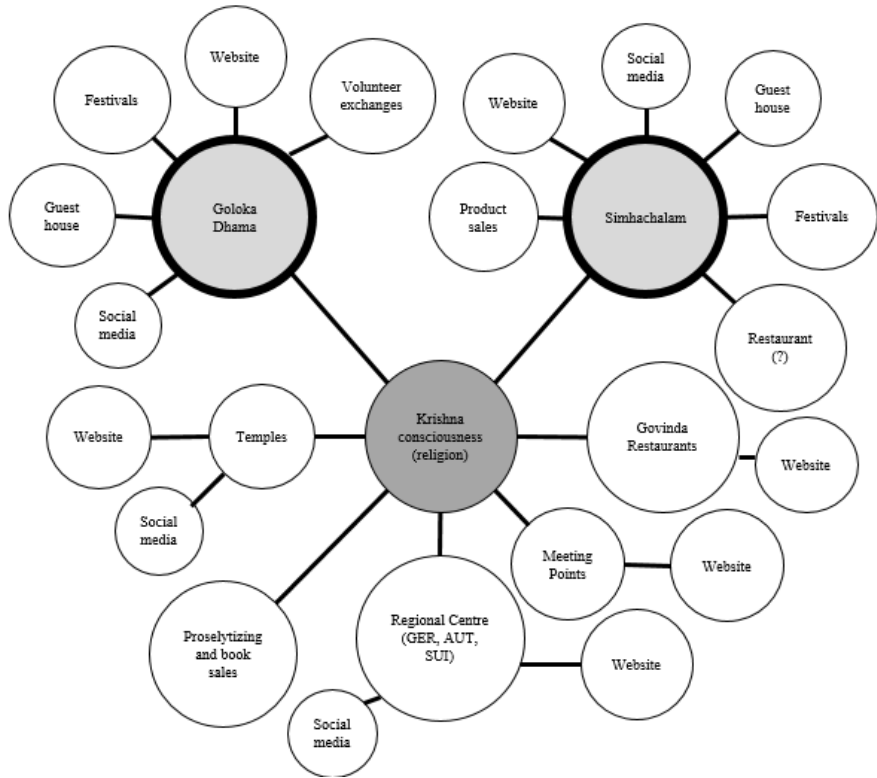 Website
Festivals
Volunteer
exchanges
Guest
house
Goloka
Dhama
Social
media
Social
media
Website
Guest
house
Product
sales
Simhachalam
Festivals
Restaurant
(?)
Krishna
consciousness
(religion)
Website
Temples
Social
media
Govinda
Restaurants
Website
Meeting
Points
Website
Proselytizing
and book
sales
Regional Centre
(GER, AUT,
SUI)
Website
Social
media